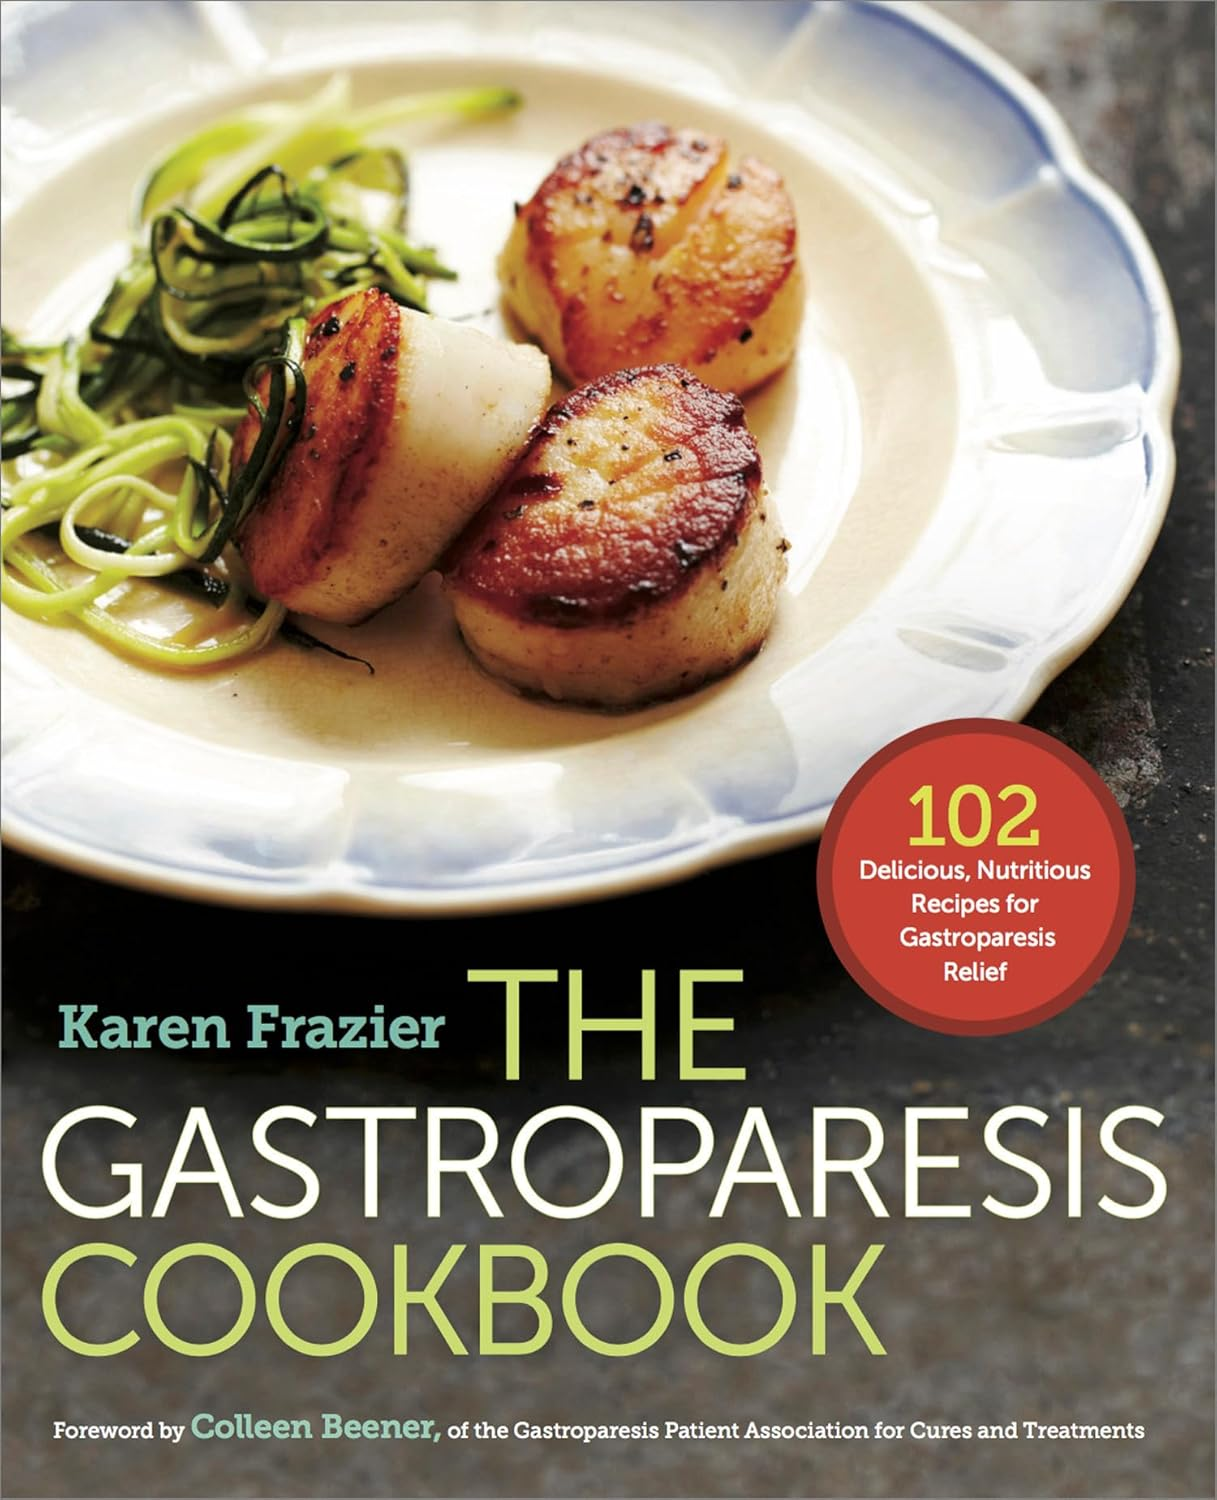 102
Delicious, Nutritious
Recipes for
Gastroparesis
Relief
Karen Frazier
THE
GASTROPARESIS
COOKBOOK
Foreword by Colleen Beener, of the Gastroparesis Patient Association for Cures and Treatments